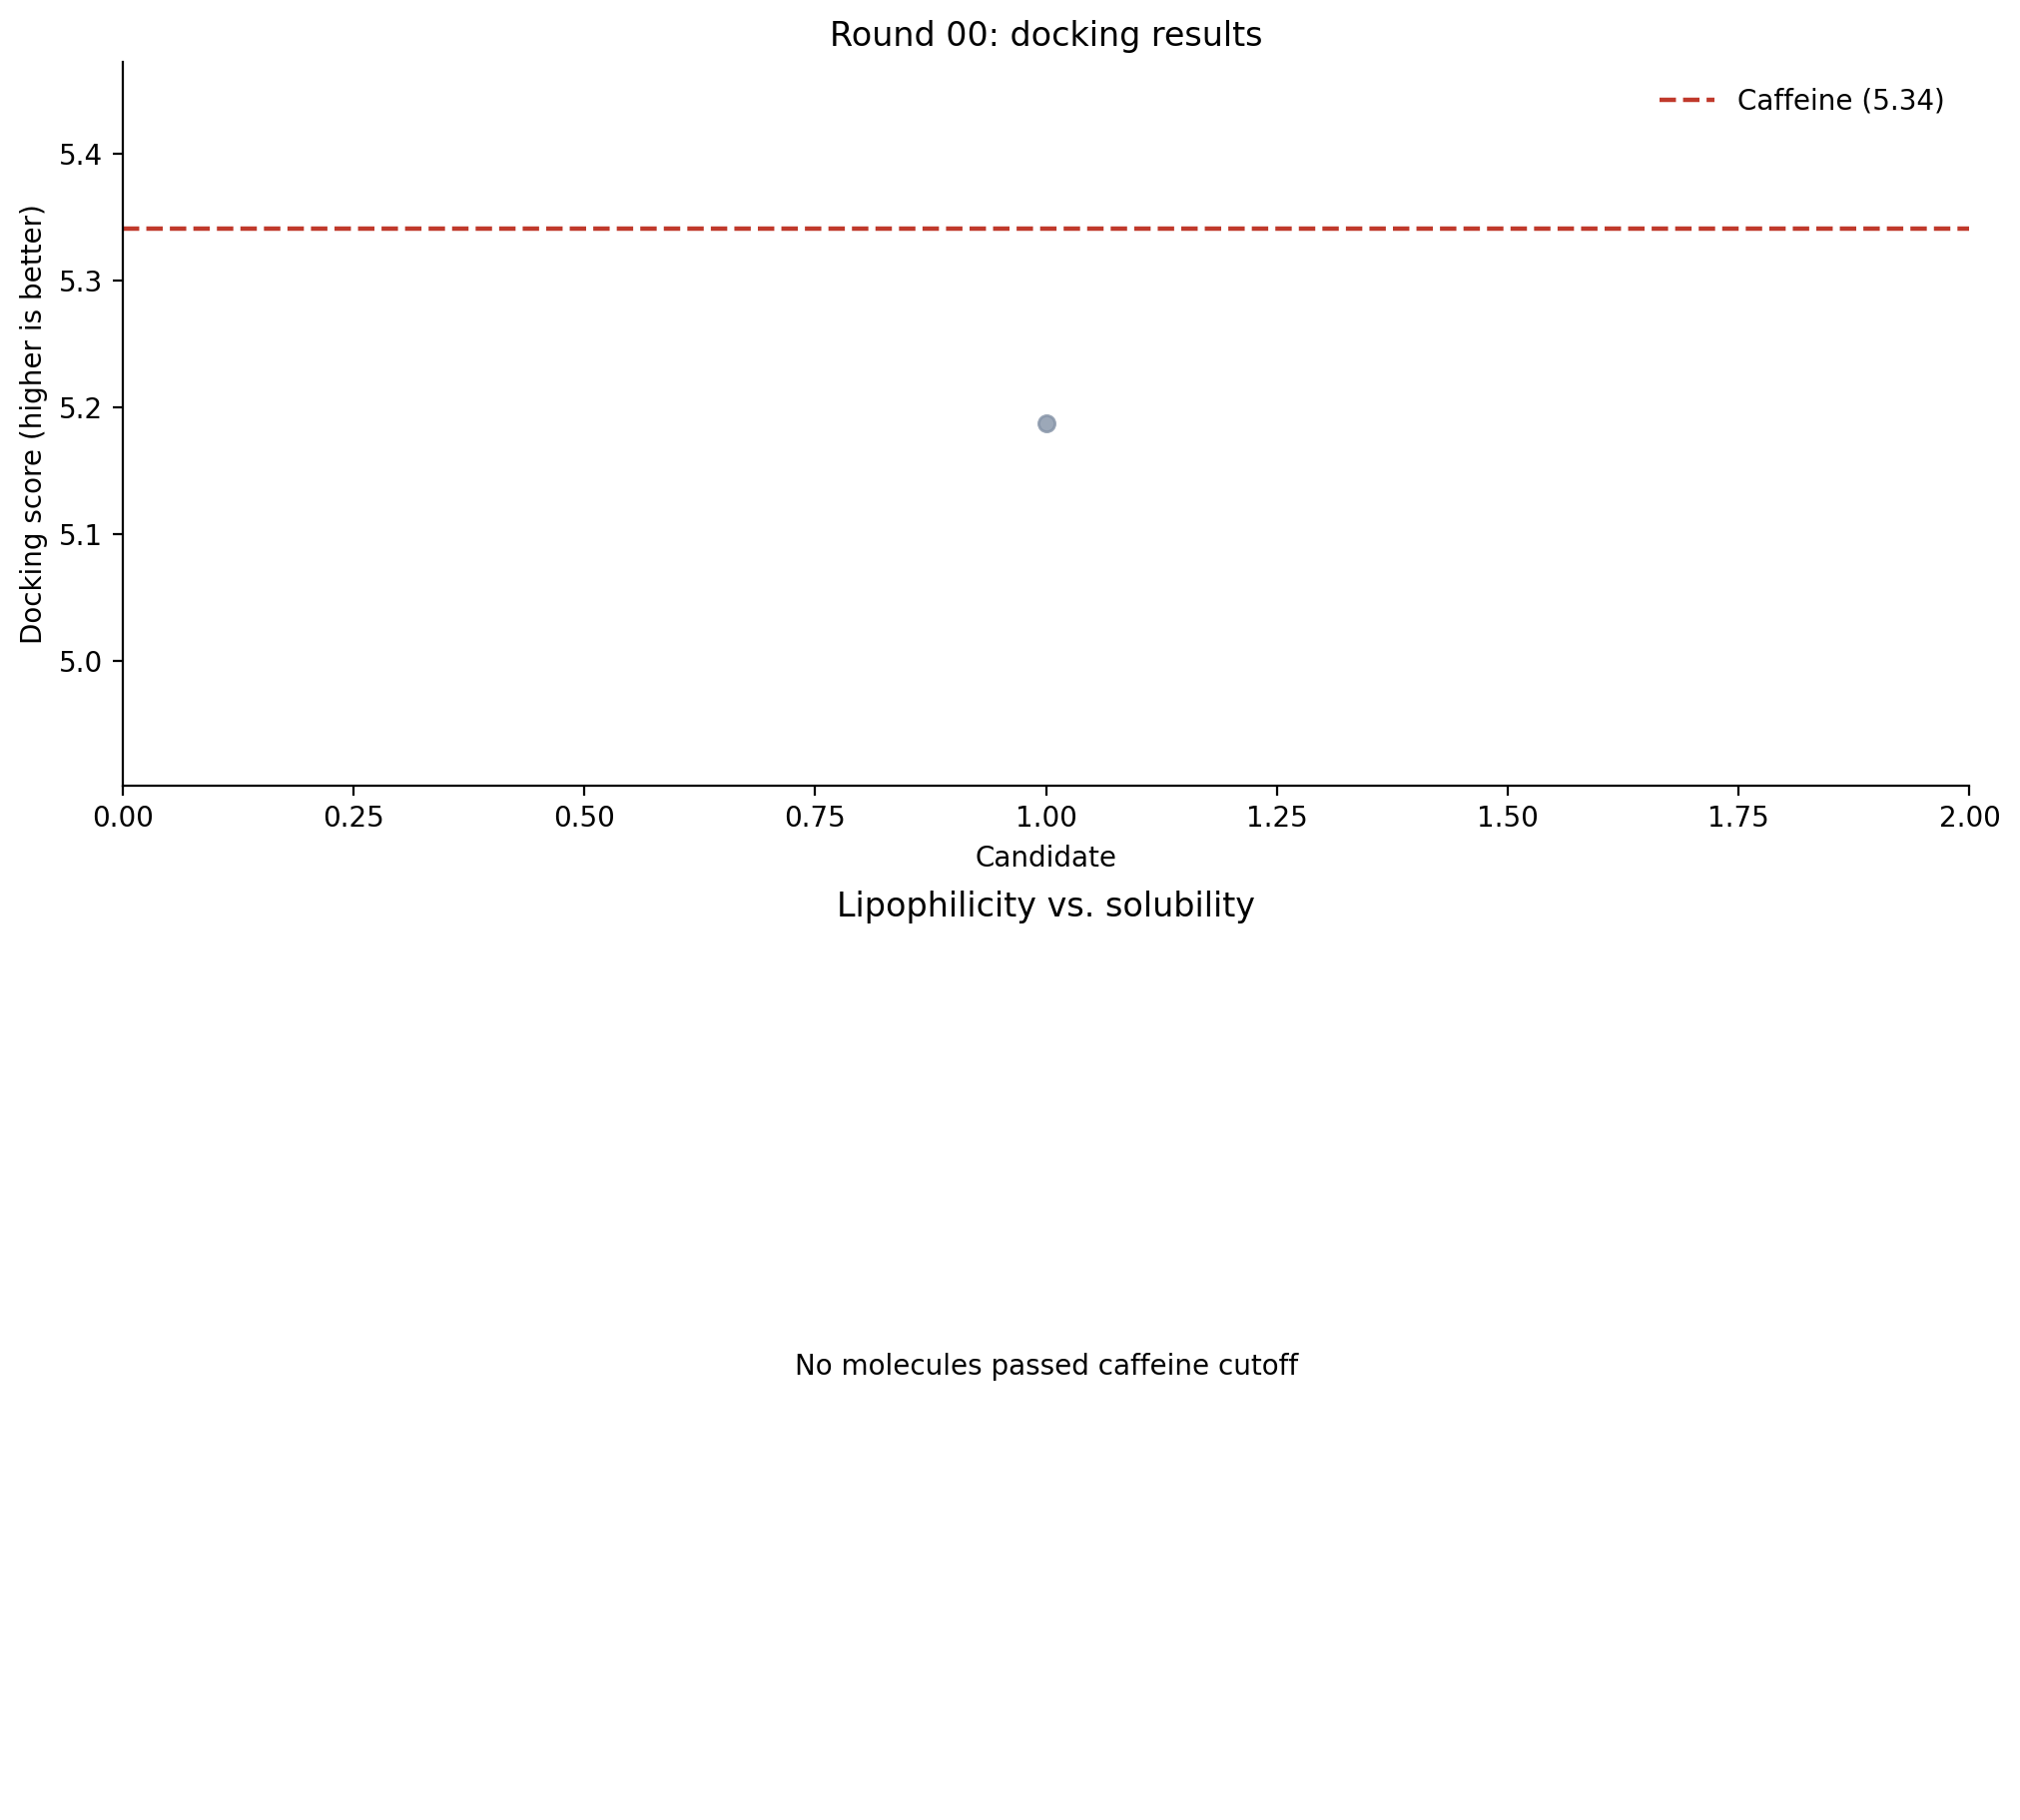 Round 00: docking results
Caffeine (5.34)
Docking score (higher is better)
5.4
5.3
5.2
5.1
5.0
0.00 0.25 0.50 0.75 1.00 1.25 1.50 1.75 2.00
Candidate
Lipophilicity vs. solubility
No molecules passed caffeine cutoff